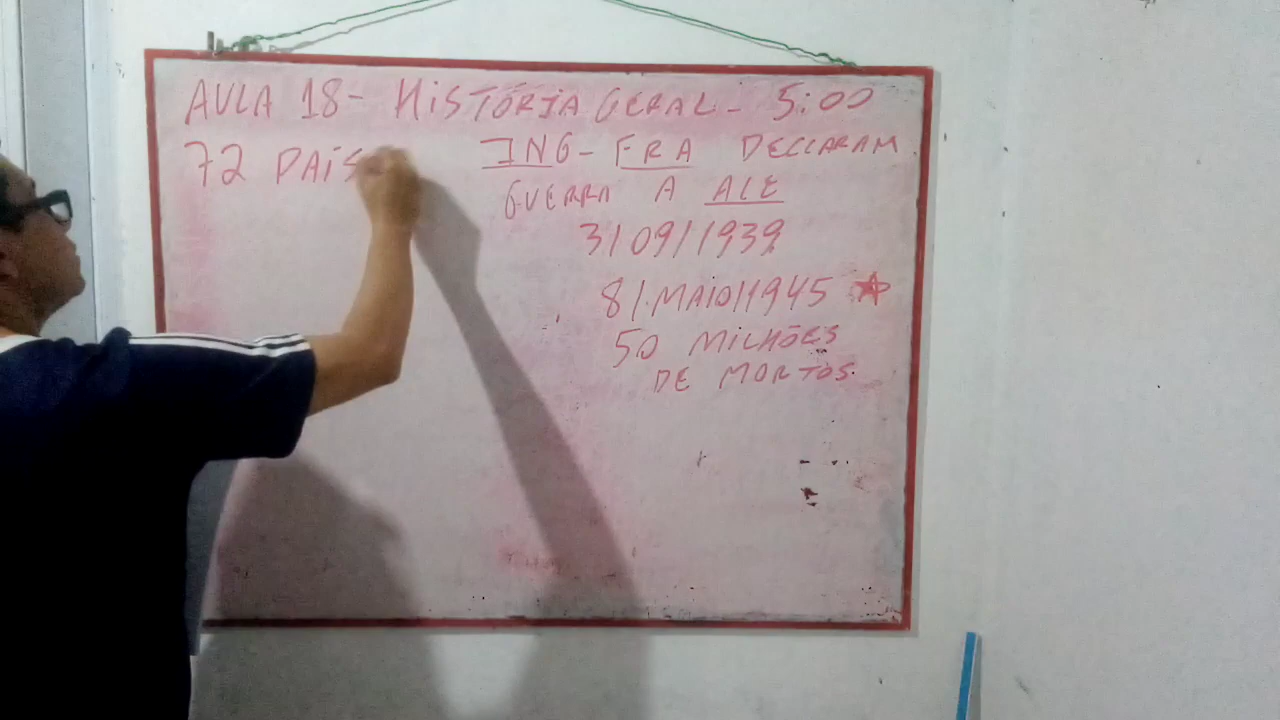 AULA 18 - HISTÓRIA GERAL - 5:00
72 PAÍS
ING - FRA DECLARAM
GUERRA A ALE
3/09/1939
8/MAIO/1945
50 MILHÕES
DE MORTOS.